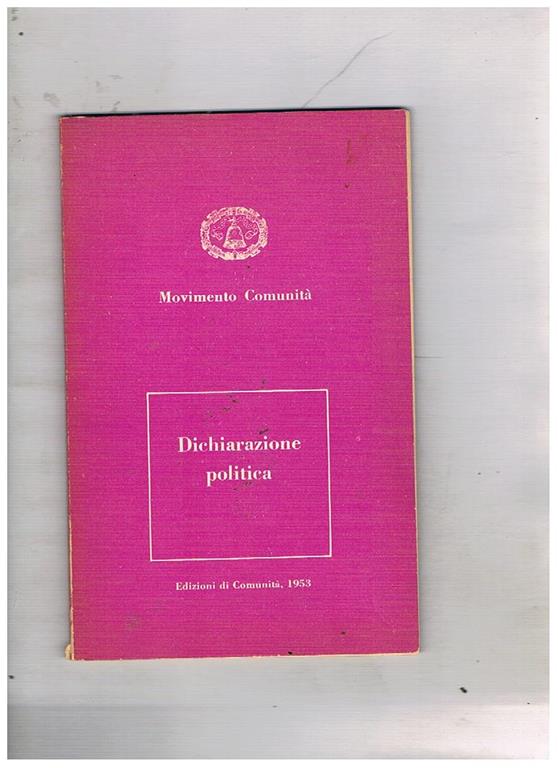 Movimento Comunità
Dichiarazione
politica
Edizioni di Comunità, 1953